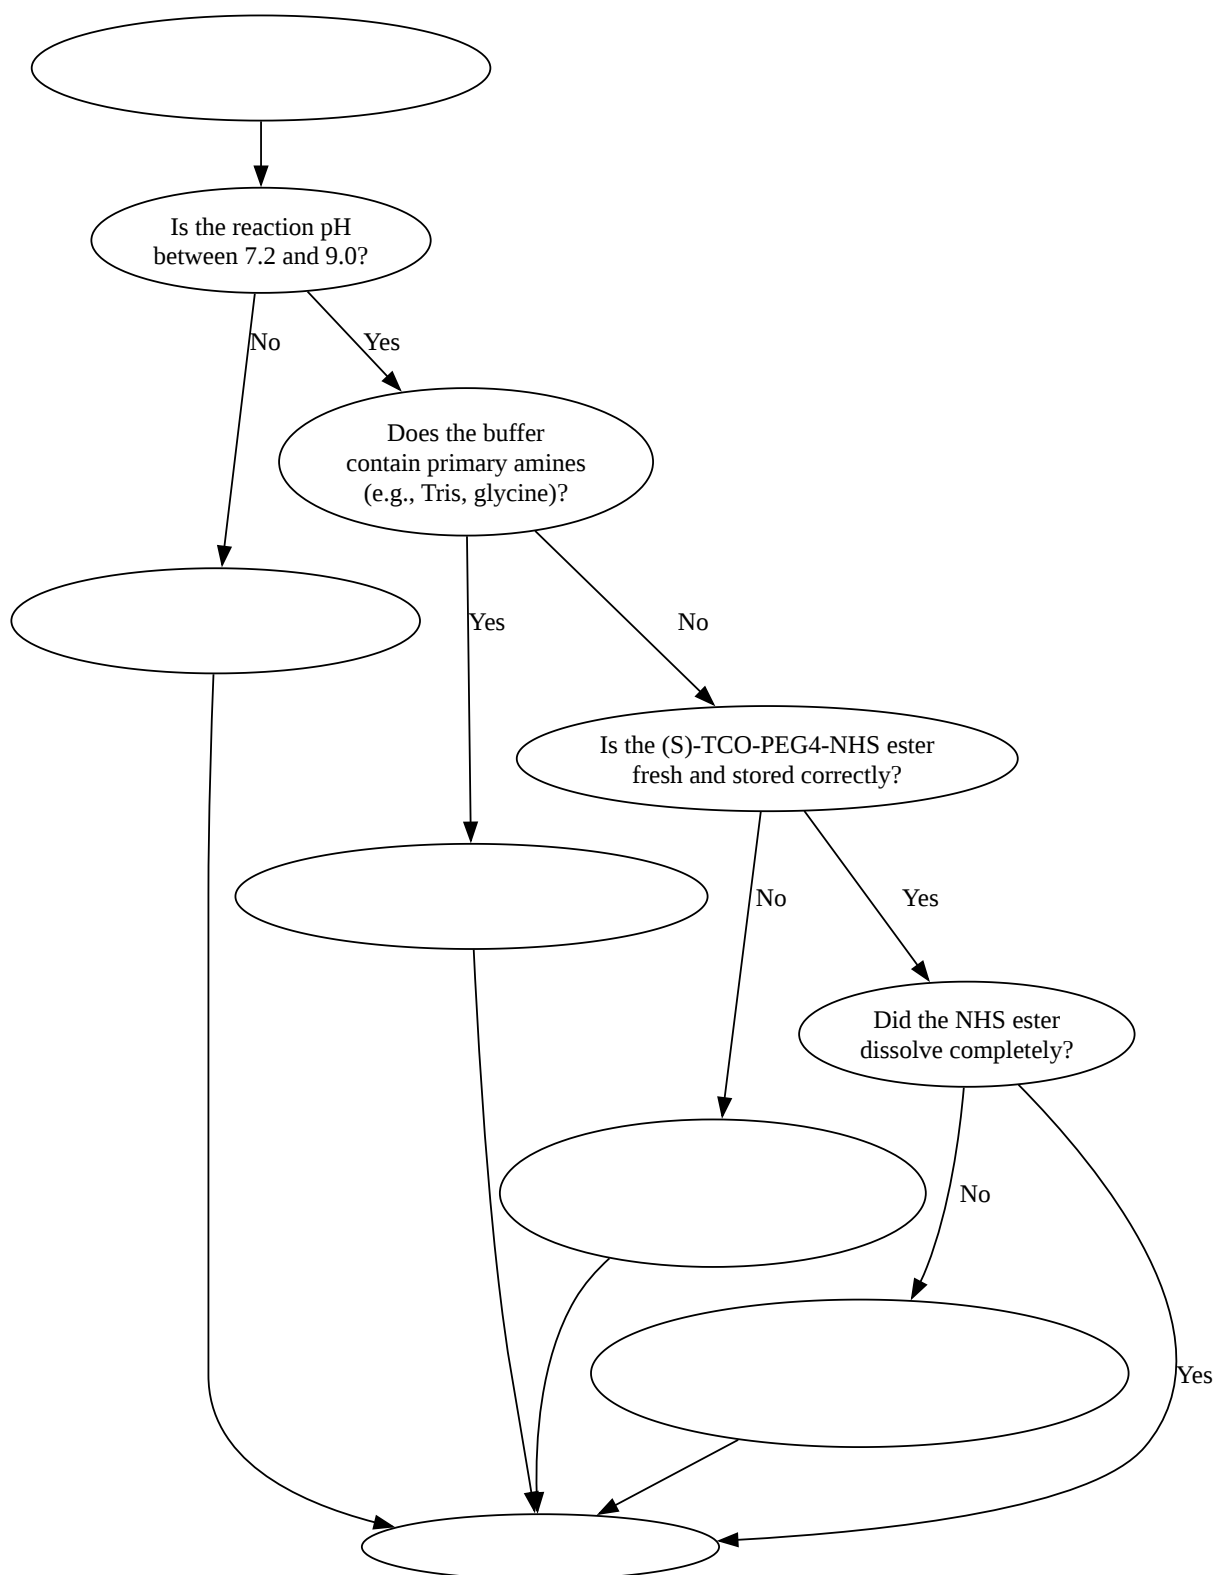 Is the reaction pH
between 7.2 and 9.0?
No
Yes
Does the buffer
contain primary amines
(e.g., Tris, glycine)?
Yes
No
Is the (S)-TCO-PEG4-NHS ester
fresh and stored correctly?
No
Yes
Did the NHS ester
dissolve completely?
No
Yes